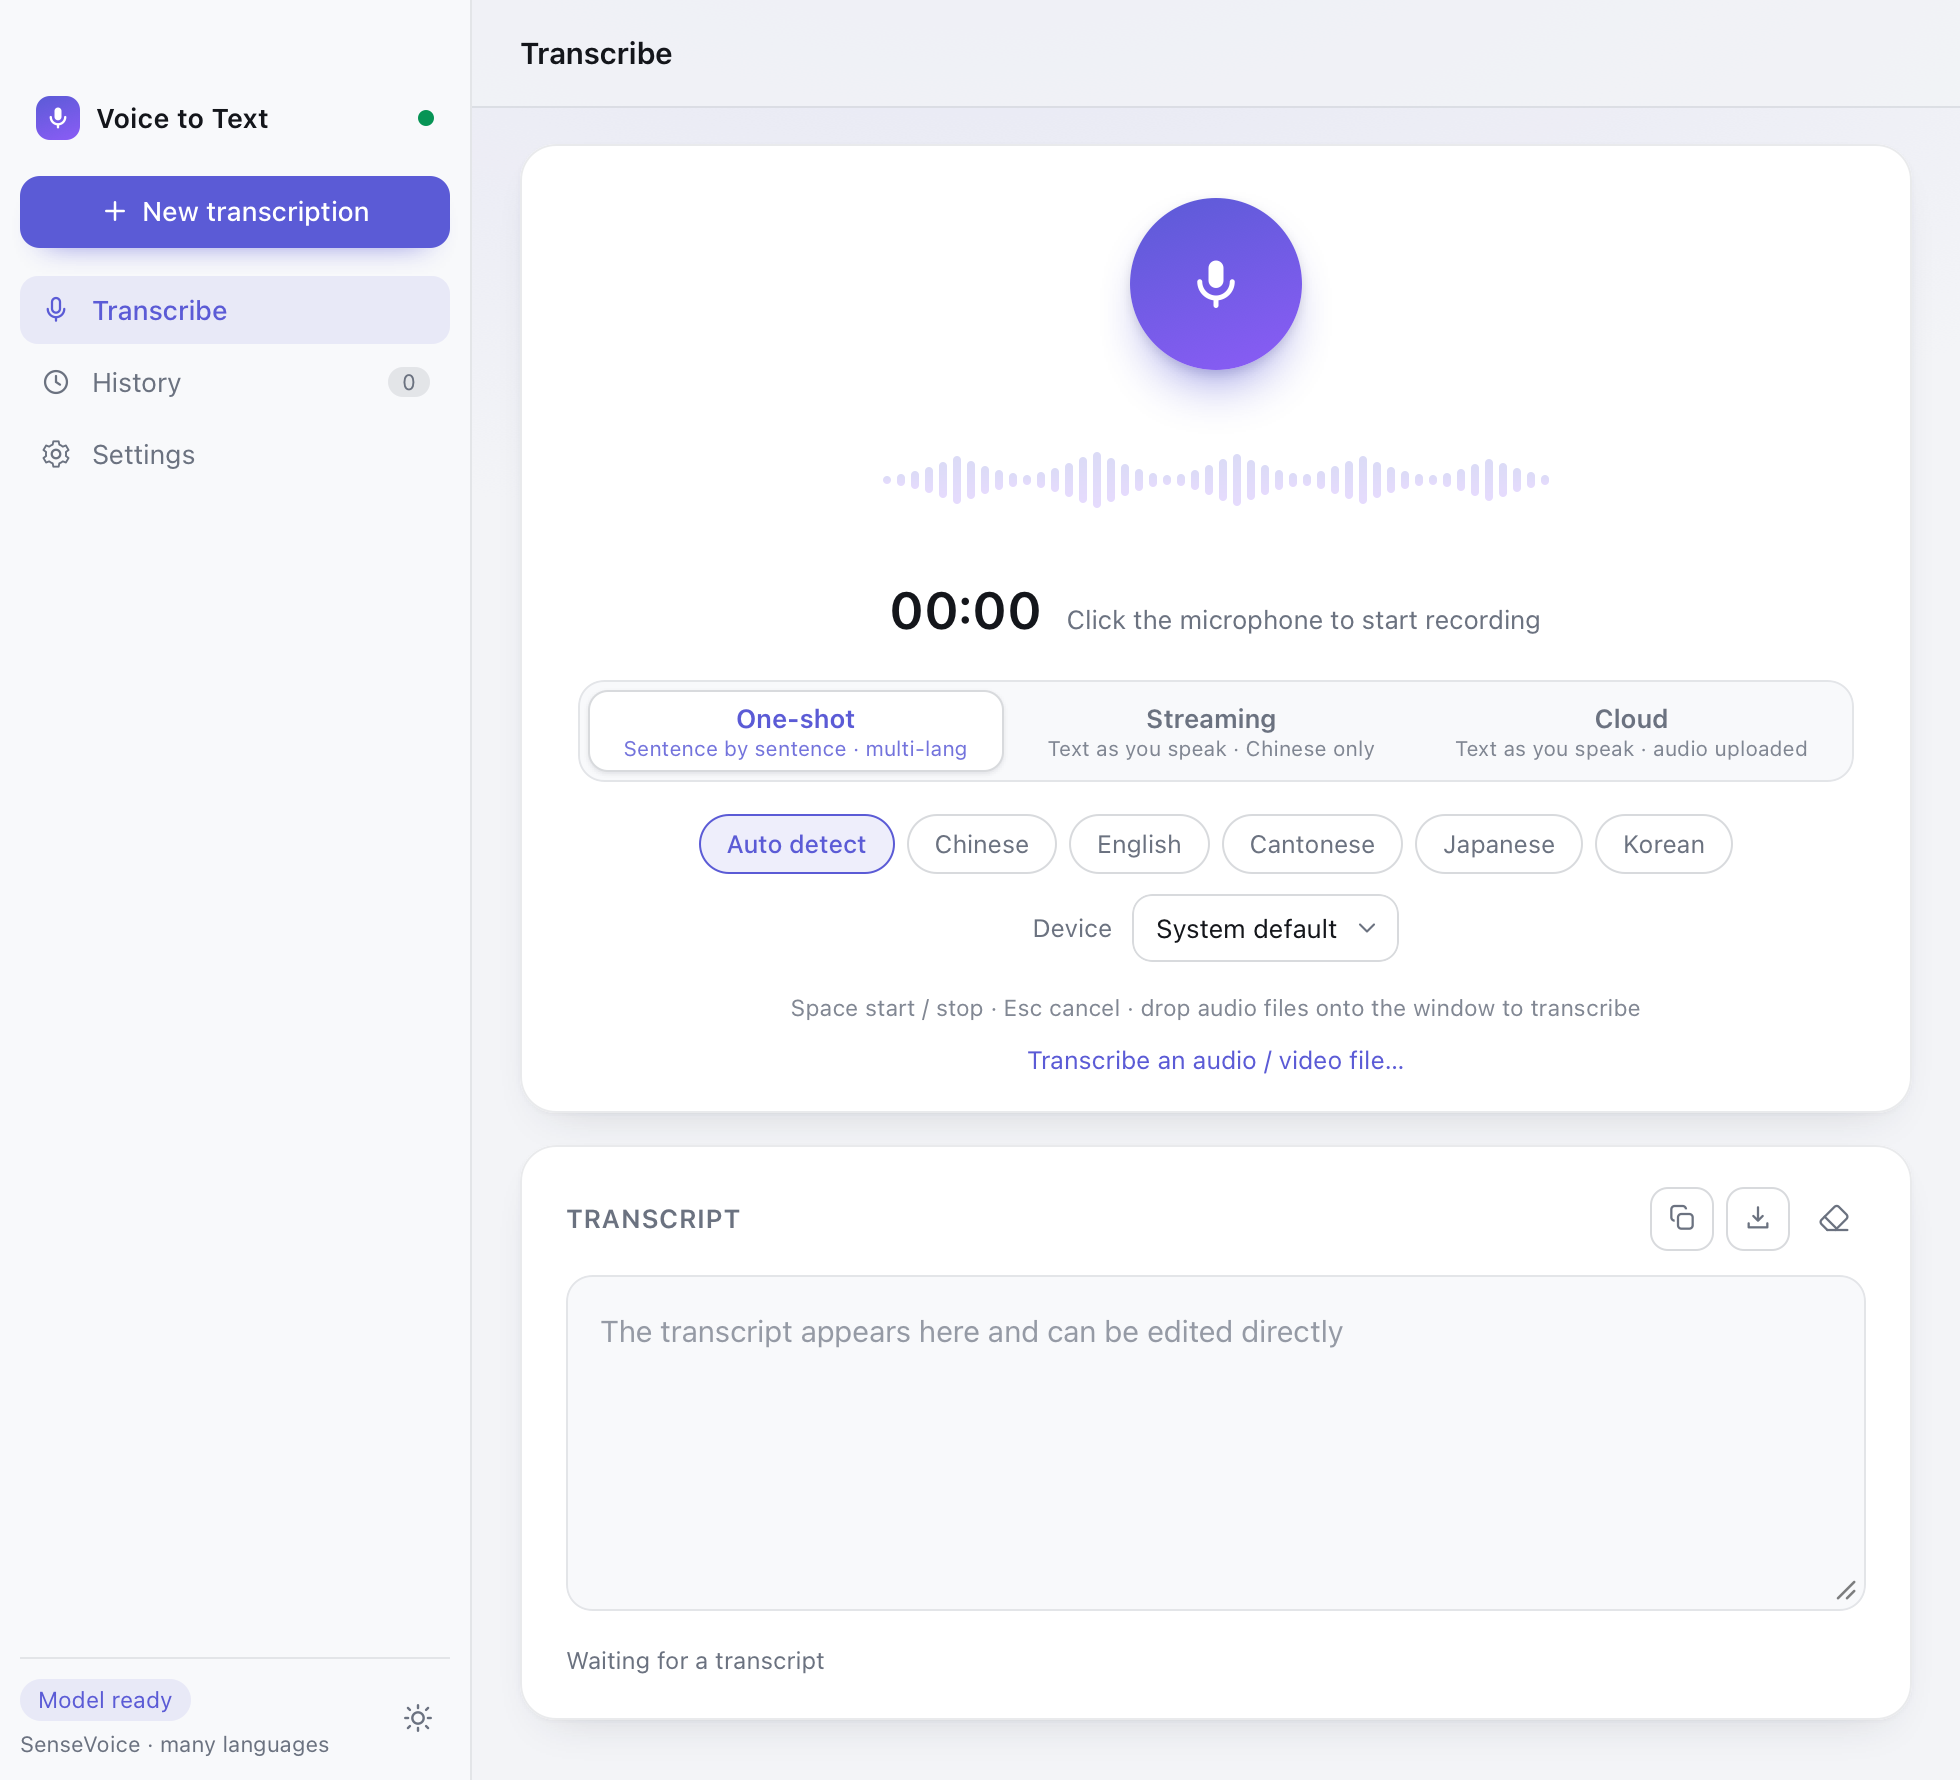 Voice to Text
New transcription
Transcribe
History 0
Settings
Model ready
SenseVoice · many languages
Transcribe
00:00 Click the microphone to start recording
One-shot
Sentence by sentence · multi-lang
Streaming
Text as you speak · Chinese only
Cloud
Text as you speak · audio uploaded
Auto detect Chinese English Cantonese Japanese Korean
Device System default
Space start / stop · Esc cancel · drop audio files onto the window to transcribe
Transcribe an audio / video file...
TRANSCRIPT
The transcript appears here and can be edited directly
Waiting for a transcript